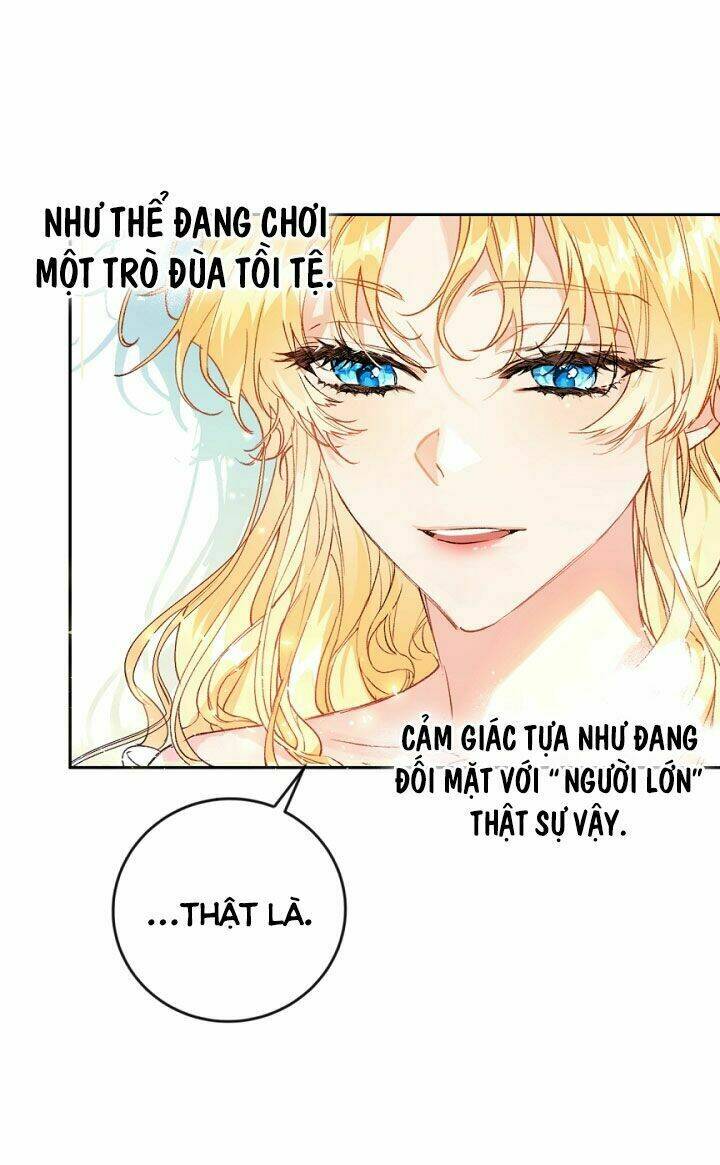 NHƯ THỂ ĐANG CHƠI
MỘT TRÒ ĐÙA TỒI TỆ.
CẢM GIÁC TỰA NHƯ ĐANG
ĐỐI MẶT VỚI “NGƯỜI LỚN”
THẬT SỰ VẬY.
...THẬT LÀ.